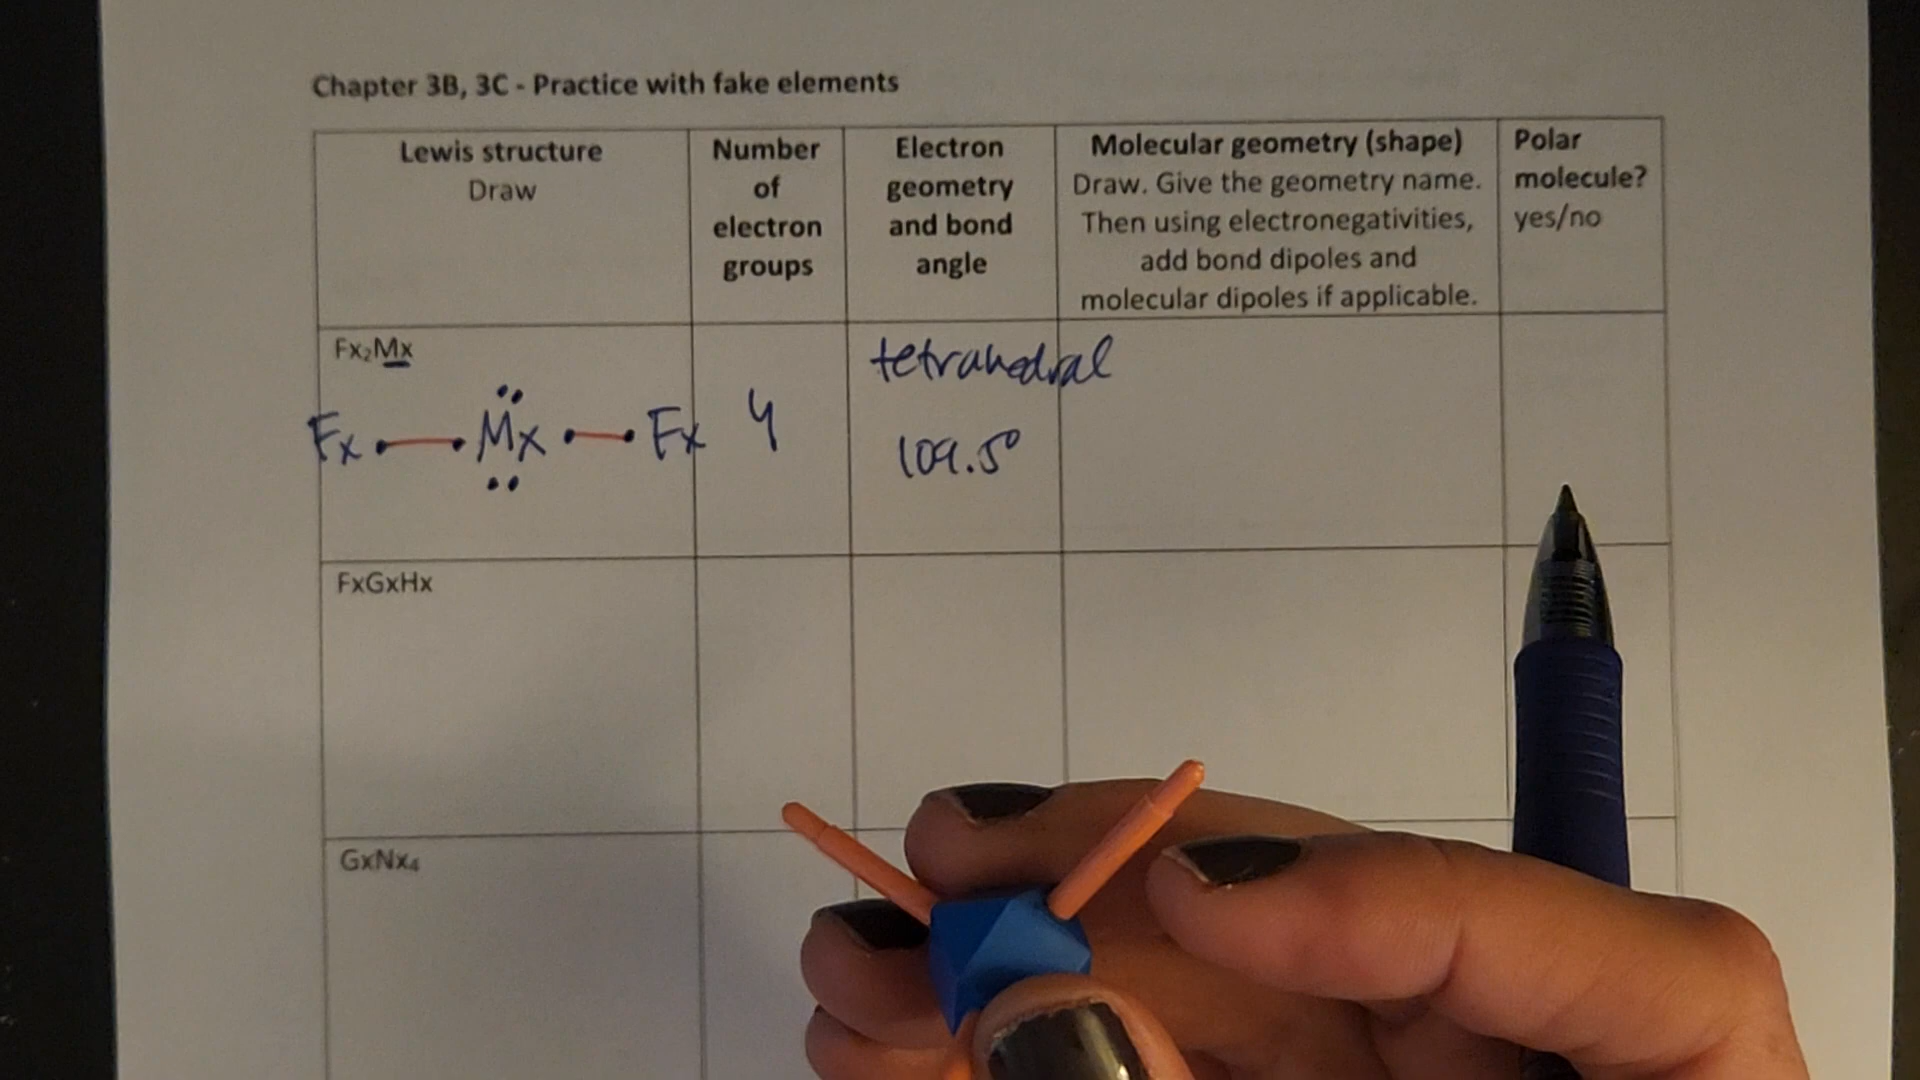 Chapter 3B, 3C - Practice with fake elements
Lewis structure
Draw
Number
of
electron
groups
Electron
geometry
and bond
angle
Molecular geometry (shape)
Draw. Give the geometry name.
Then using electronegativities,
add bond dipoles and
molecular dipoles if applicable.
Polar
molecule?
yes/no
Fx₂Mx
Fx Mx Fx
4
tetrahedral
109.5°
FxGxHx
GxNx₄